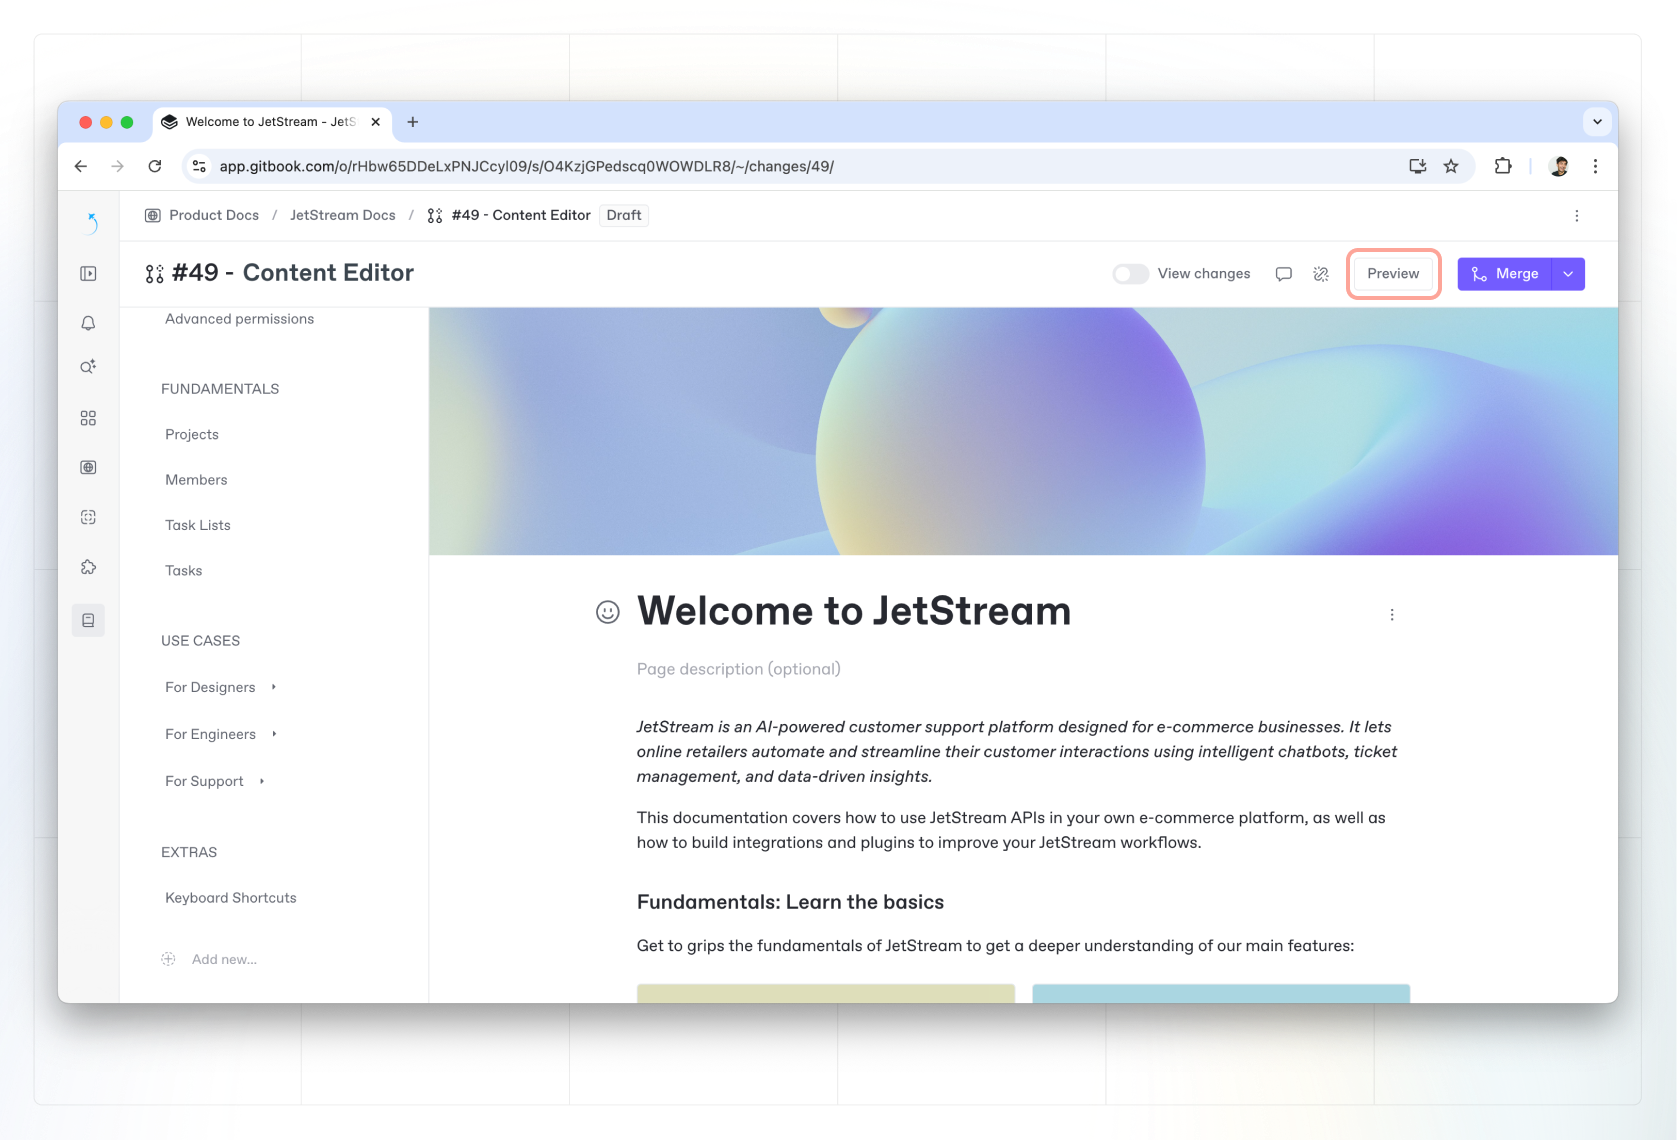 Welcome to JetStream - JetS
app.gitbook.com/o/rHbw65DDeLxPNJCcyl09/s/O4KzjGPedscq0WOWDLR8/~/changes/49/
Product Docs / JetStream Docs / #49 - Content Editor Draft
#49 - Content Editor
View changes
Preview
Merge
Advanced permissions
FUNDAMENTALS
Projects
Members
Task Lists
Tasks
USE CASES
For Designers
For Engineers
For Support
EXTRAS
Keyboard Shortcuts
Add new...
Welcome to JetStream
Page description (optional)
JetStream is an AI-powered customer support platform designed for e-commerce businesses. It lets
online retailers automate and streamline their customer interactions using intelligent chatbots, ticket
management, and data-driven insights.
This documentation covers how to use JetStream APIs in your own e-commerce platform, as well as
how to build integrations and plugins to improve your JetStream workflows.
Fundamentals: Learn the basics
Get to grips the fundamentals of JetStream to get a deeper understanding of our main features: